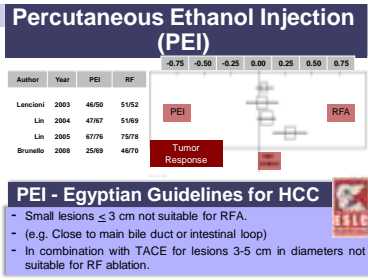 Percutaneous Ethanol Injection
(PEI)
-0.75 -0.50 -0.25 0.00 0.25 0.50 0.75
Author Year PEI RF
Lencioni 2003 46/50 51/52
Lin 2004 47/67 51/69
Lin 2005 67/76 75/78
Brunello 2008 25/69 46/70
PEI
RFA
Tumor
Response
PEI - Egyptian Guidelines for HCC
- Small lesions ≤ 3 cm not suitable for RFA.
- (e.g. Close to main bile duct or intestinal loop)
- In combination with TACE for lesions 3-5 cm in diameters not
suitable for RF ablation.
ESLC